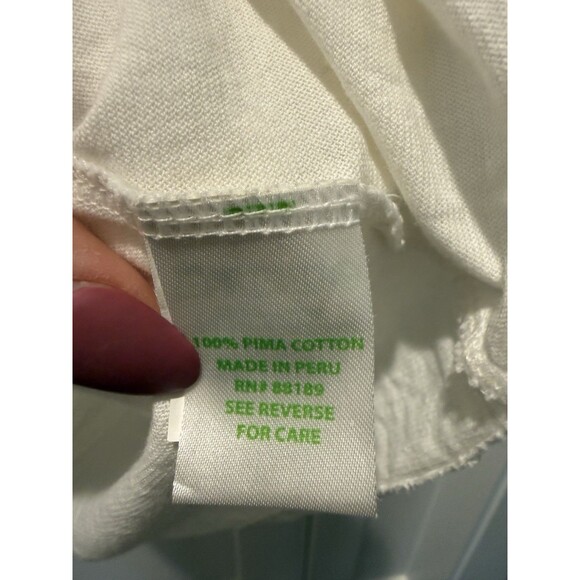 100% PIMA COTTON
MADE IN PERU
RN# 88189
SEE REVERSE
FOR CARE